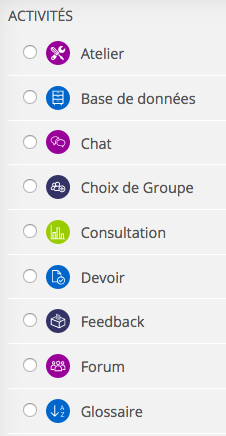 ACTIVITÉS
Atelier
Base de données
Chat
Choix de Groupe
Consultation
Devoir
Feedback
Forum
Glossaire